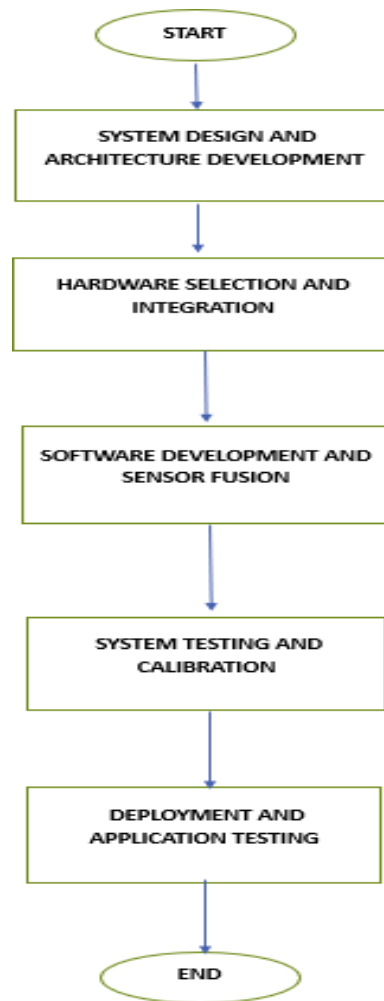 START
SYSTEM DESIGN AND
ARCHITECTURE DEVELOPMENT
HARDWARE SELECTION AND
INTEGRATION
SOFTWARE DEVELOPMENT AND
SENSOR FUSION
SYSTEM TESTING AND
CALIBRATION
DEPLOYMENT AND
APPLICATION TESTING
END